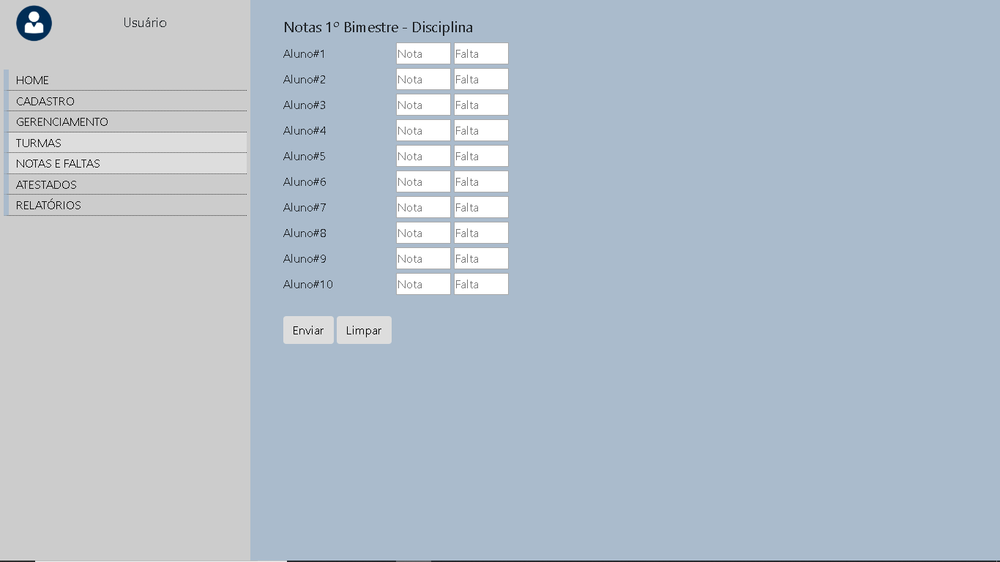 Usuário
HOME
CADASTRO
GERENCIAMENTO
TURMAS
NOTAS E FALTAS
ATESTADOS
RELATÓRIOS
Notas 1º Bimestre - Disciplina
Aluno#1 Nota Falta
Aluno#2 Nota Falta
Aluno#3 Nota Falta
Aluno#4 Nota Falta
Aluno#5 Nota Falta
Aluno#6 Nota Falta
Aluno#7 Nota Falta
Aluno#8 Nota Falta
Aluno#9 Nota Falta
Aluno#10 Nota Falta
Enviar Limpar